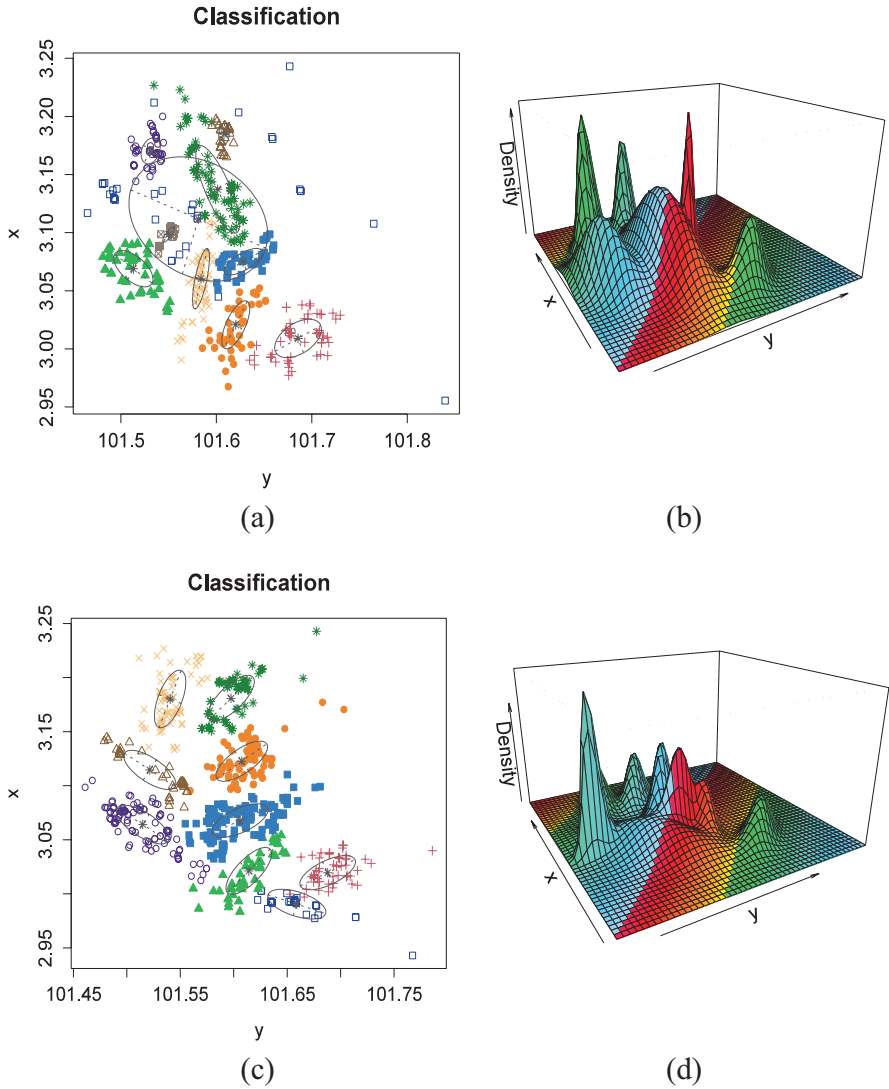 Classification
3.25
3.20
3.15
3.10
3.05
3.00
2.95
x
101.5 101.6 101.7 101.8
y
(a)
Density
x
y
(b)
Classification
3.25
3.15
3.05
2.95
x
101.45 101.55 101.65 101.75
y
(c)
Density
x
y
(d)